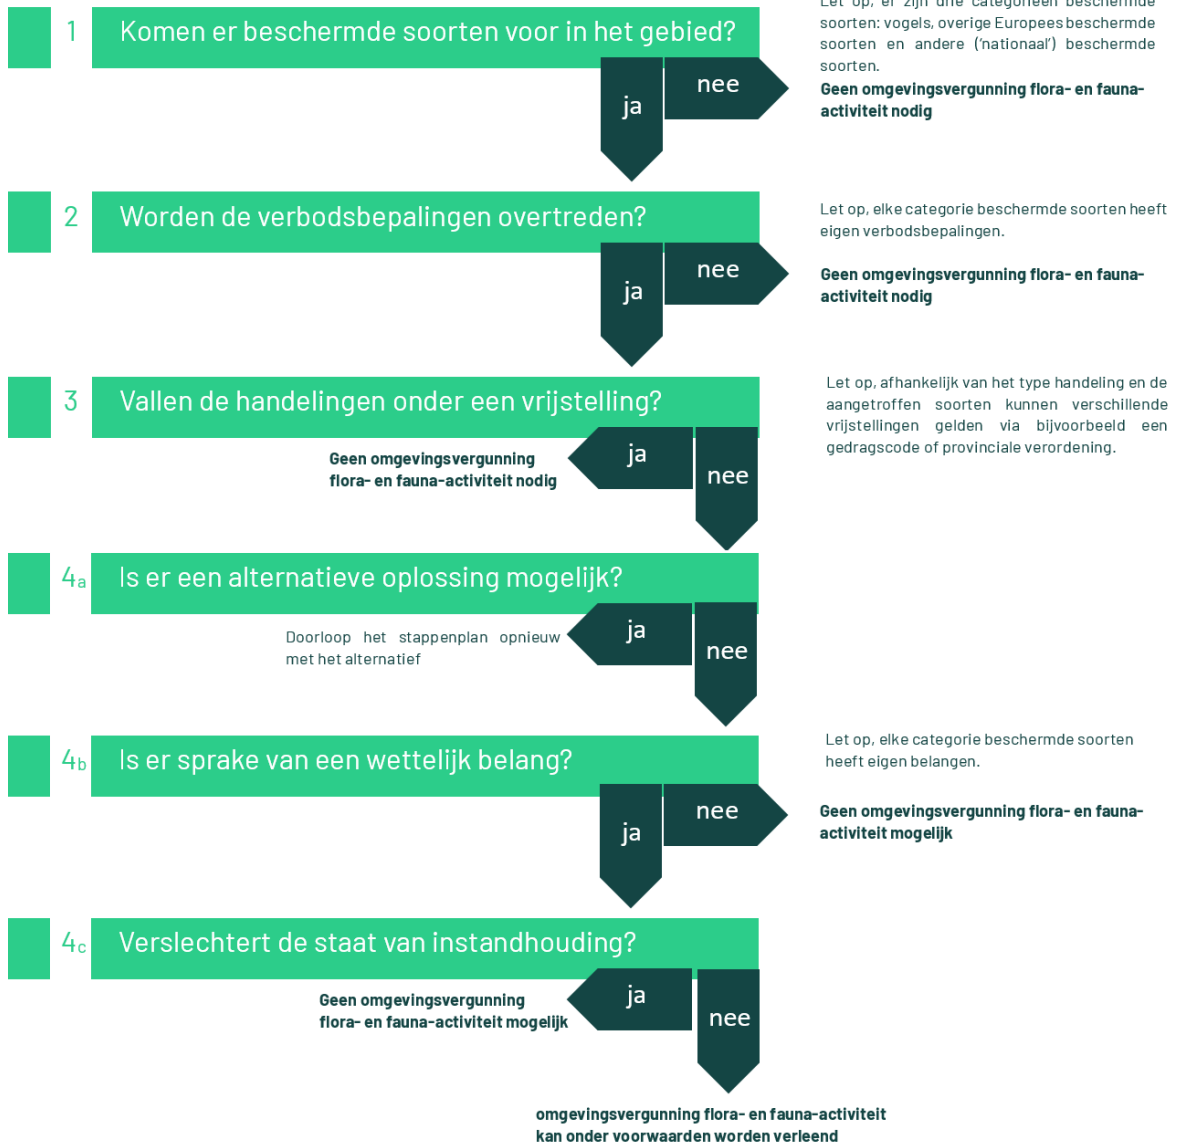 Let op, er zijn drie categorieën beschermde
soorten: vogels, overige Europees beschermde
soorten en andere (‘nationaal’) beschermde
soorten.
1 Komen er beschermde soorten voor in het gebied?
nee
Geen omgevingsvergunning flora- en fauna-
activiteit nodig
ja
2 Worden de verbodsbepalingen overtreden?
Let op, elke categorie beschermde soorten heeft
eigen verbodsbepalingen.
nee
Geen omgevingsvergunning flora- en fauna-
activiteit nodig
ja
3 Vallen de handelingen onder een vrijstelling?
Let op, afhankelijk van het type handeling en de
aangetroffen soorten kunnen verschillende
vrijstellingen gelden via bijvoorbeeld een
gedragscode of provinciale verordening.
ja
Geen omgevingsvergunning
flora- en fauna-activiteit nodig
nee
4a Is er een alternatieve oplossing mogelijk?
ja
Doorloop het stappenplan opnieuw
met het alternatief
nee
4b Is er sprake van een wettelijk belang?
Let op, elke categorie beschermde soorten
heeft eigen belangen.
nee
Geen omgevingsvergunning flora- en fauna-
activiteit mogelijk
ja
4c Verslechtert de staat van instandhouding?
ja
Geen omgevingsvergunning
flora- en fauna-activiteit mogelijk
nee
omgevingsvergunning flora- en fauna-activiteit
kan onder voorwaarden worden verleend